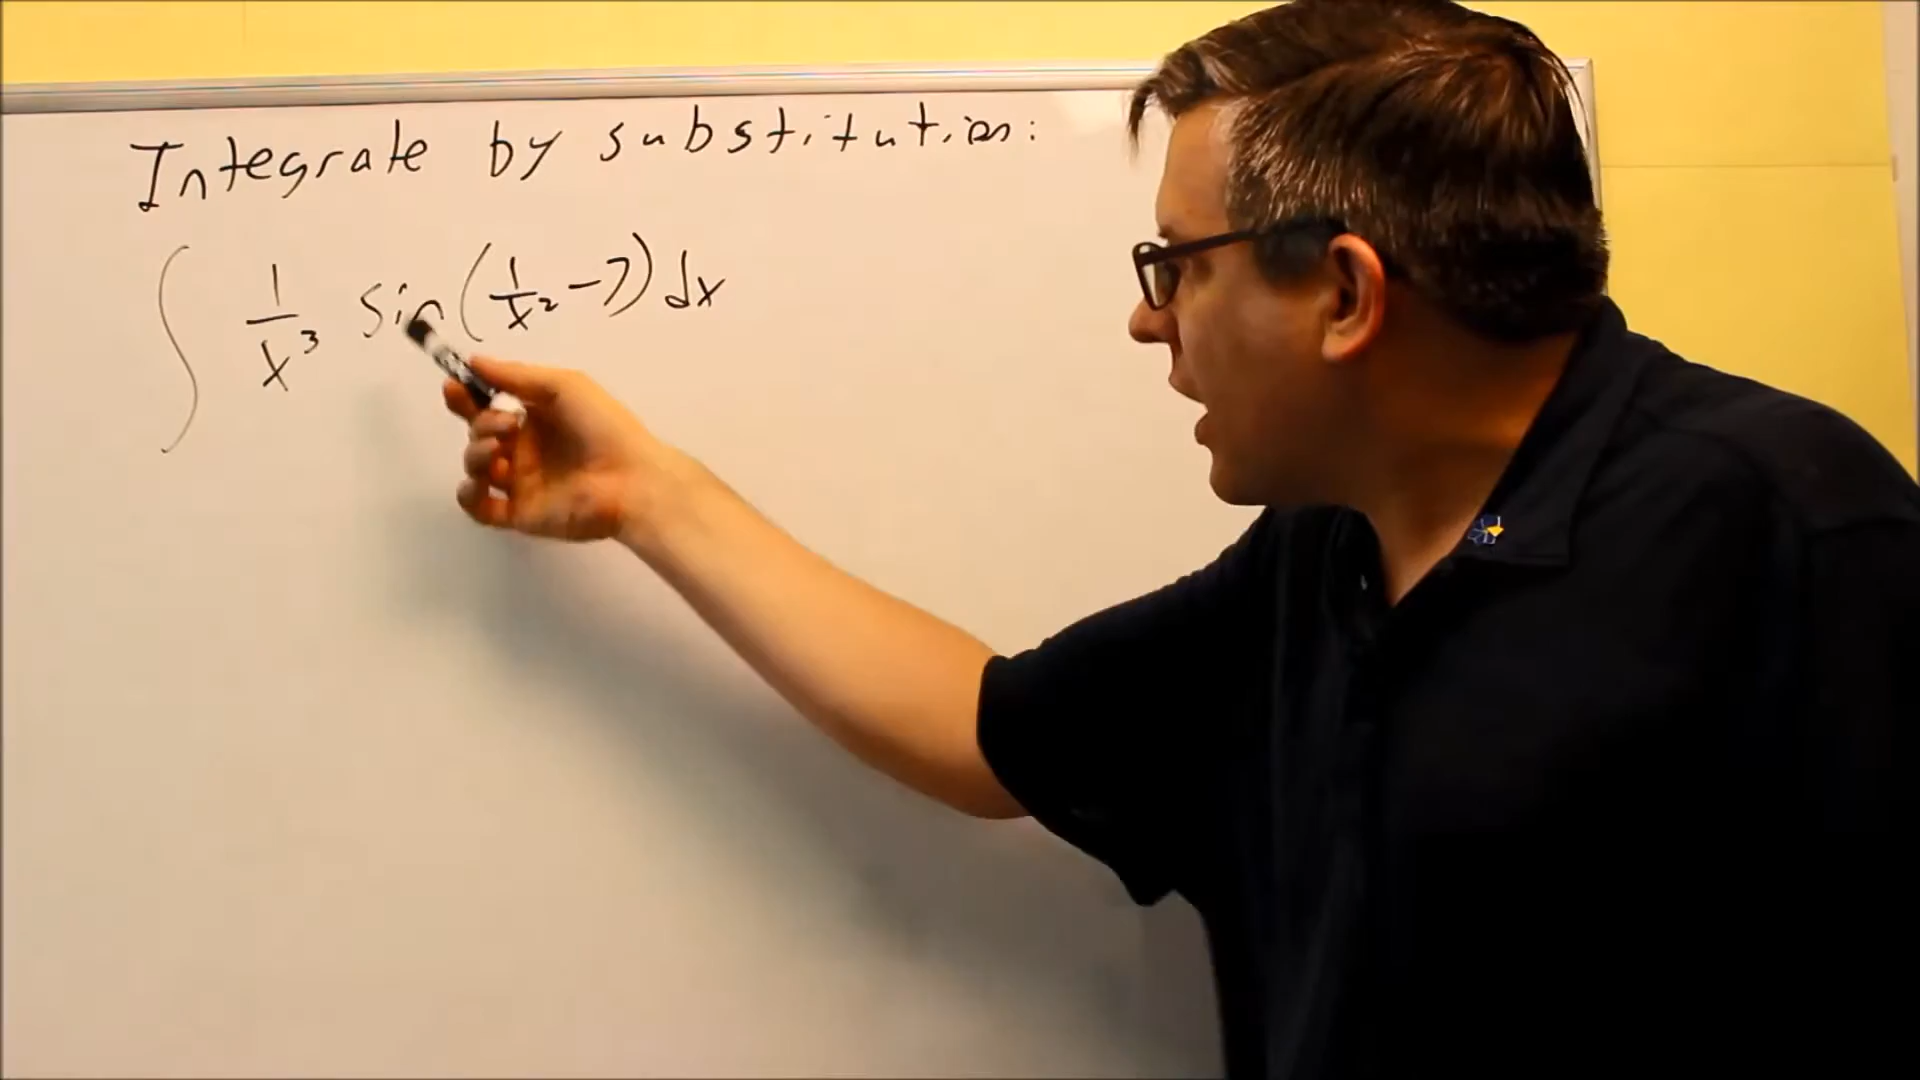 Integrate by substitution:
∫ 1/x³ sin(1/x² - 7) dx